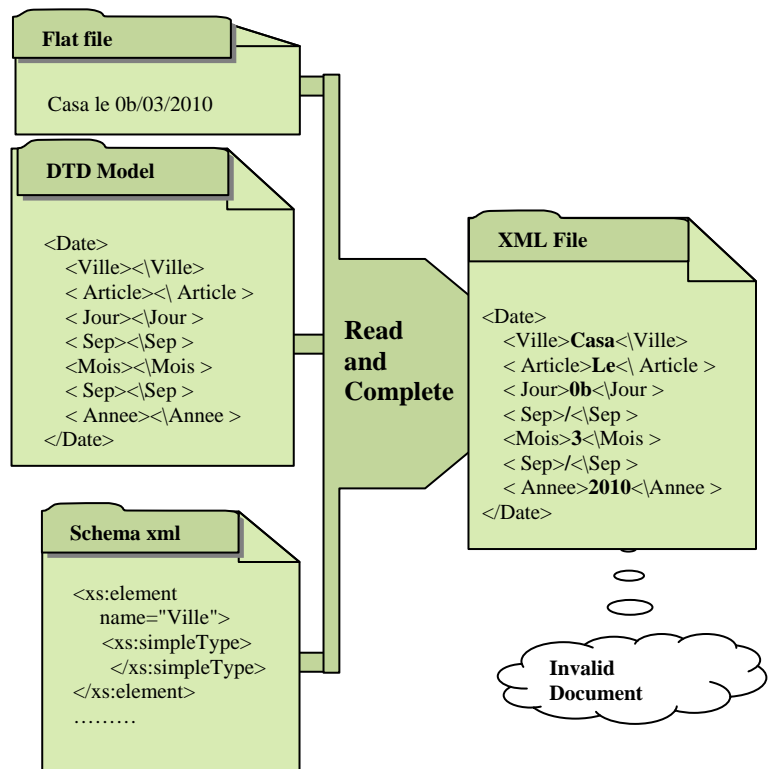 Flat file
Casa le 0b/03/2010
DTD Model
<Date>
<Ville><\Ville>
< Article><\ Article >
< Jour><\Jour >
< Sep><\Sep >
<Mois><\Mois >
< Sep><\Sep >
< Annee><\Annee >
</Date>
Schema xml
<xs:element
name="Ville">
<xs:simpleType>
</xs:simpleType>
</xs:element>
………
Read
and
Complete
XML File
<Date>
<Ville>Casa<\Ville>
< Article>Le<\ Article >
< Jour>0b<\Jour >
< Sep>/<\Sep >
<Mois>3<\Mois >
< Sep>/<\Sep >
< Annee>2010<\Annee >
</Date>
Invalid
Document